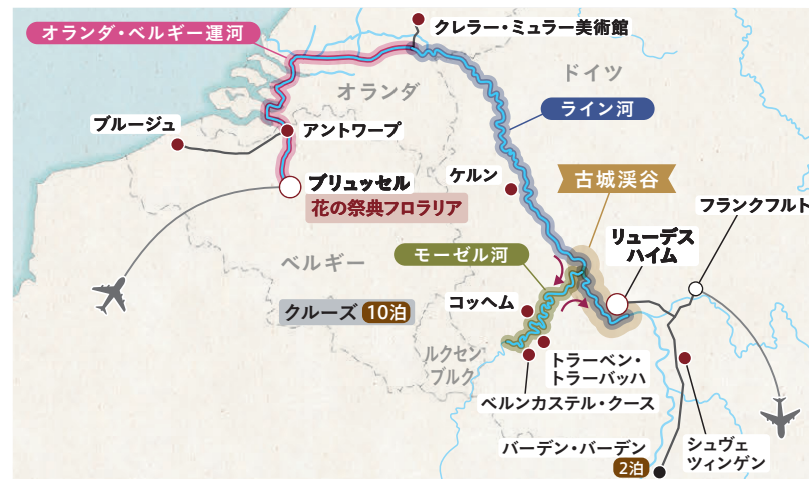 オランダ・ベルギー運河
クレラー・ミュラー美術館
ドイツ
オランダ
ライン河
ブルージュ
アントワープ
ケルン
古城渓谷
ブリュッセル
花の祭典フロラリア
フランクフルト
リューデス
ハイム
モーゼル河
ベルギー
クルーズ 10泊
コッヘム
ルクセン
ブルク
トラーベン・
トラーバッハ
ベルンカステル・クース
バーデン・バーデン
2泊
シュヴェ
ツィンゲン